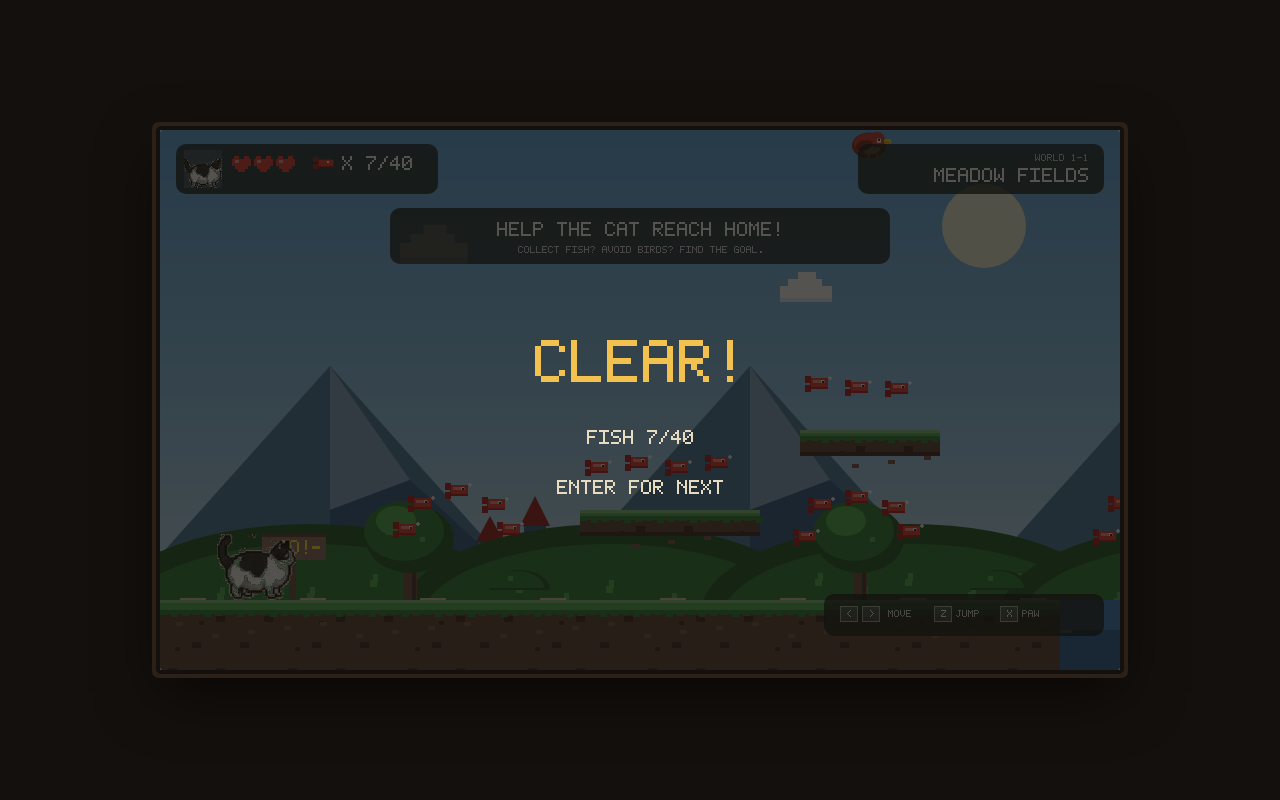 X 7/40
WORLD 1-1
MEADOW FIELDS
HELP THE CAT REACH HOME!
COLLECT FISH? AVOID BIRDS? FIND THE GOAL.
CLEAR!
FISH 7/40
ENTER FOR NEXT
< > MOVE Z JUMP X PAW